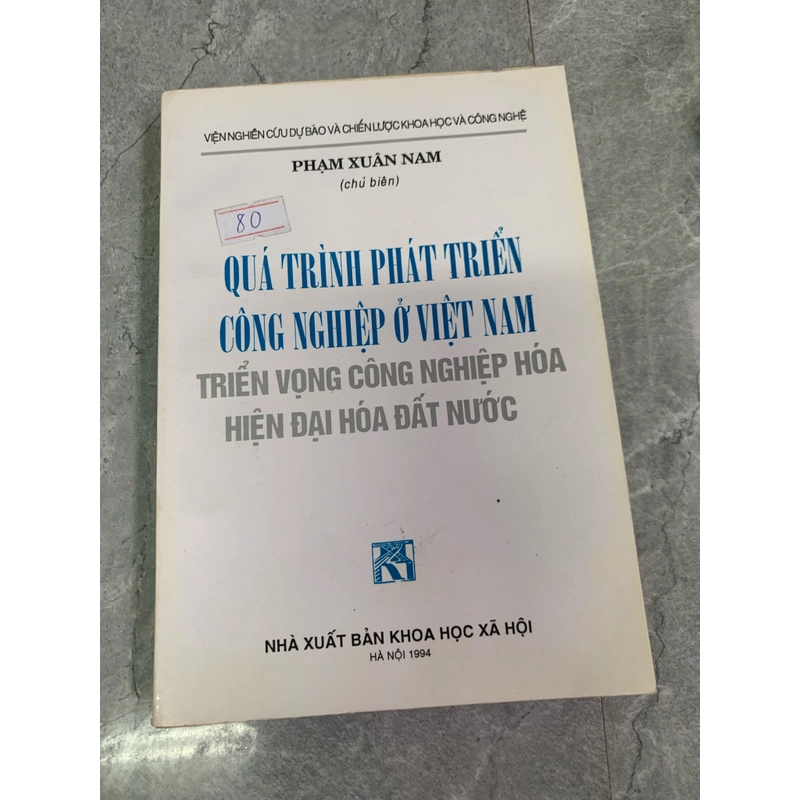 VIỆN NGHIÊN CỨU DỰ BÁO VÀ CHIẾN LƯỢC KHOA HỌC VÀ CÔNG NGHỆ
PHẠM XUÂN NAM
(chủ biên)
80
QUÁ TRÌNH PHÁT TRIỂN
CÔNG NGHIỆP Ở VIỆT NAM
TRIỂN VỌNG CÔNG NGHIỆP HÓA
HIỆN ĐẠI HÓA ĐẤT NƯỚC
NHÀ XUẤT BẢN KHOA HỌC XÃ HỘI
HÀ NỘI 1994